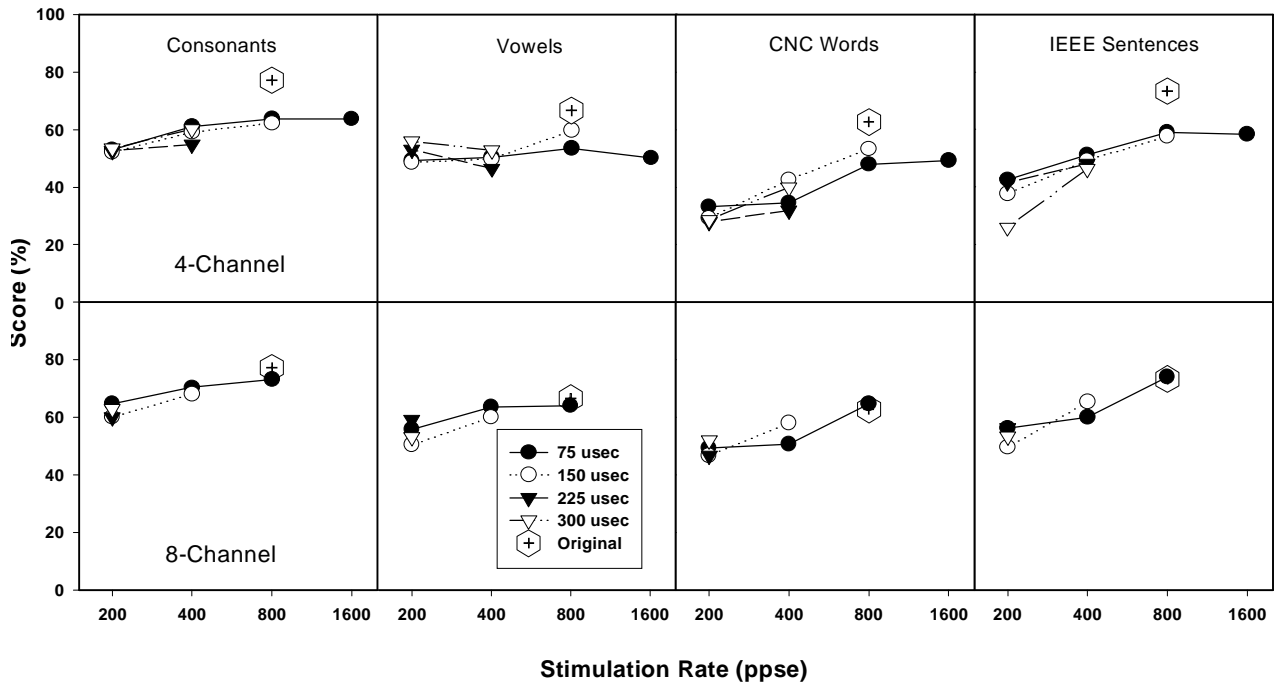 100
80
60
40
20
0
80
60
40
20
0
Score (%)
Consonants
Vowels
CNC Words
IEEE Sentences
4-Channel
8-Channel
75 usec
150 usec
225 usec
300 usec
Original
200 400 800 1600 200 400 800 1600 200 400 800 1600 200 400 800 1600
Stimulation Rate (ppse)